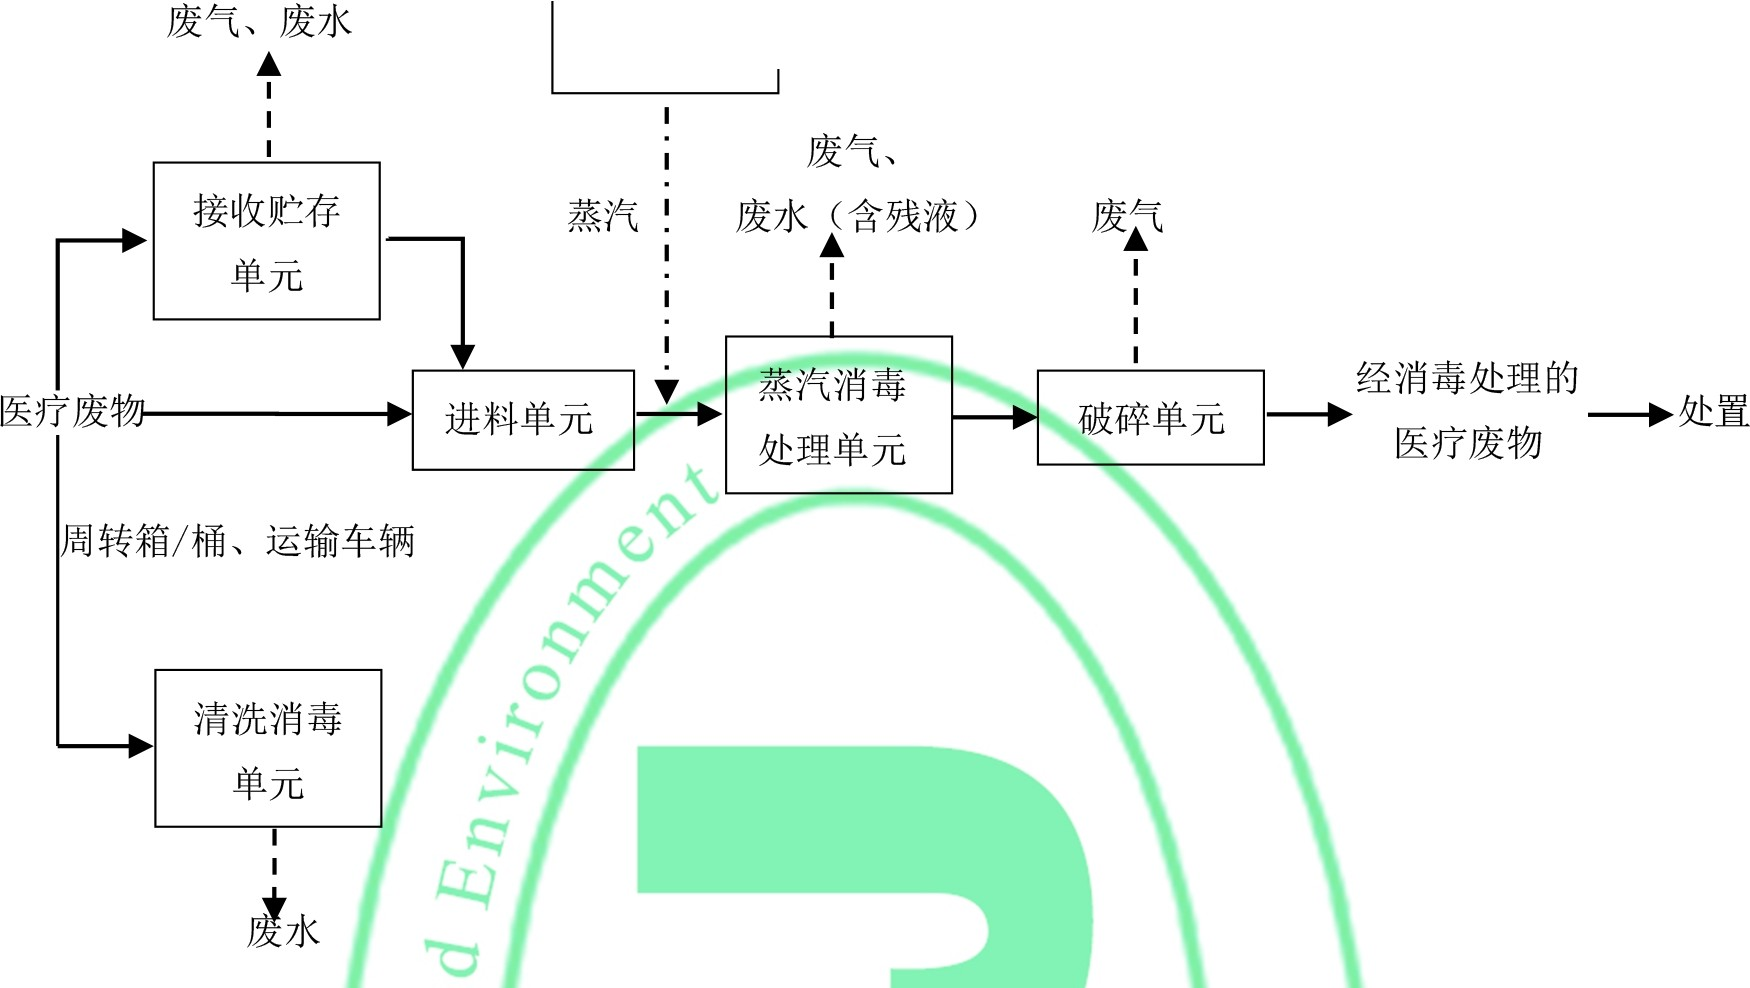 废气、废水
废气、
废水（含残液）
蒸汽
废气
接收贮存
单元
医疗废物
进料单元
蒸汽消毒
处理单元
破碎单元
经消毒处理的
医疗废物
处置
周转箱/桶、运输车辆
清洗消毒
单元
废水
d Environment